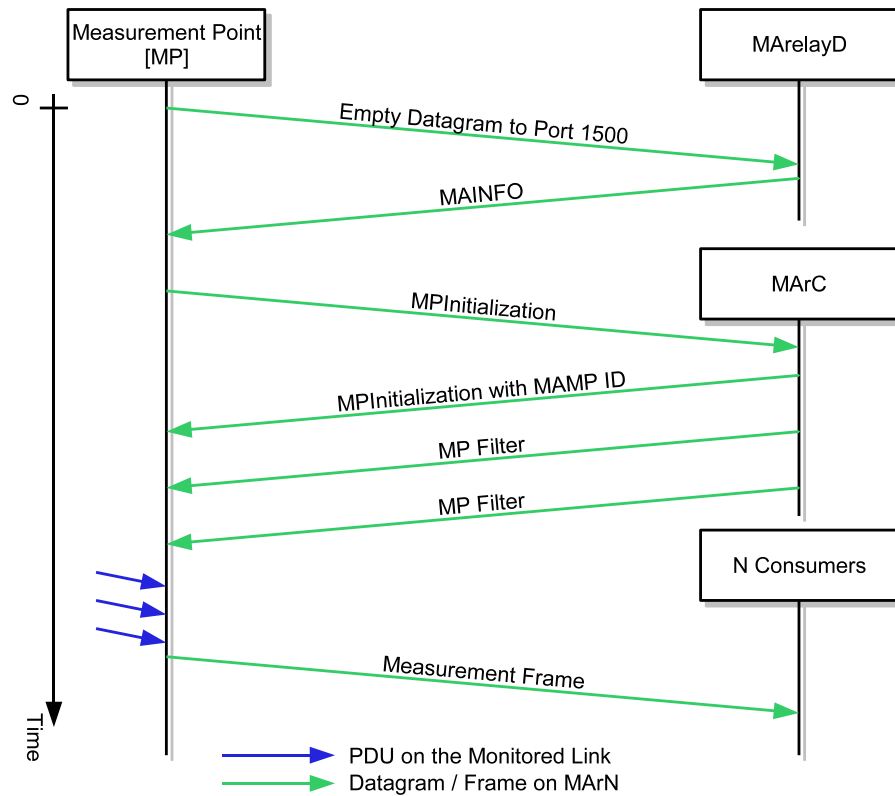 Measurement Point
[MP]
MArelayD
0
Empty Datagram to Port 1500
MAINFO
MArC
MPInitialization
MPInitialization with MAMP ID
MP Filter
MP Filter
N Consumers
Measurement Frame
Time
PDU on the Monitored Link
Datagram / Frame on MArN